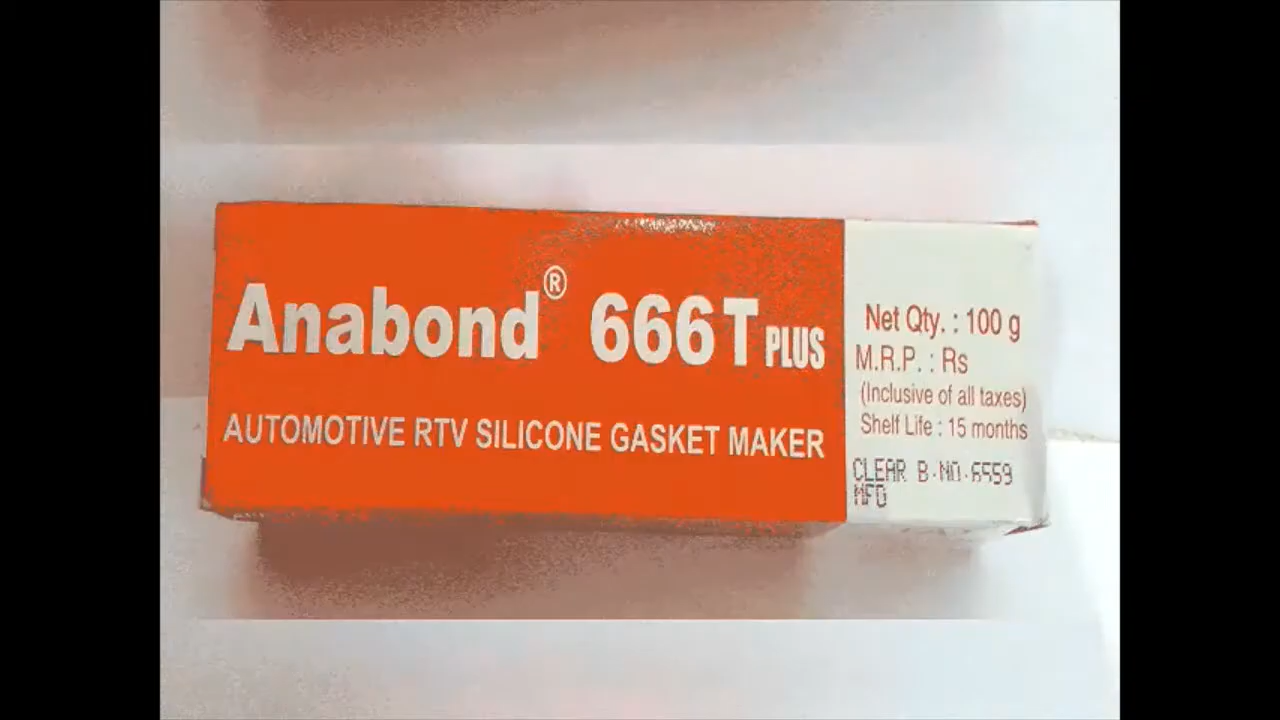 Anabond® 666T PLUS
AUTOMOTIVE RTV SILICONE GASKET MAKER
Net Qty. : 100 g
M.R.P. : Rs
(Inclusive of all taxes)
Shelf Life : 15 months
CLEAR B.NO.6559
MFD